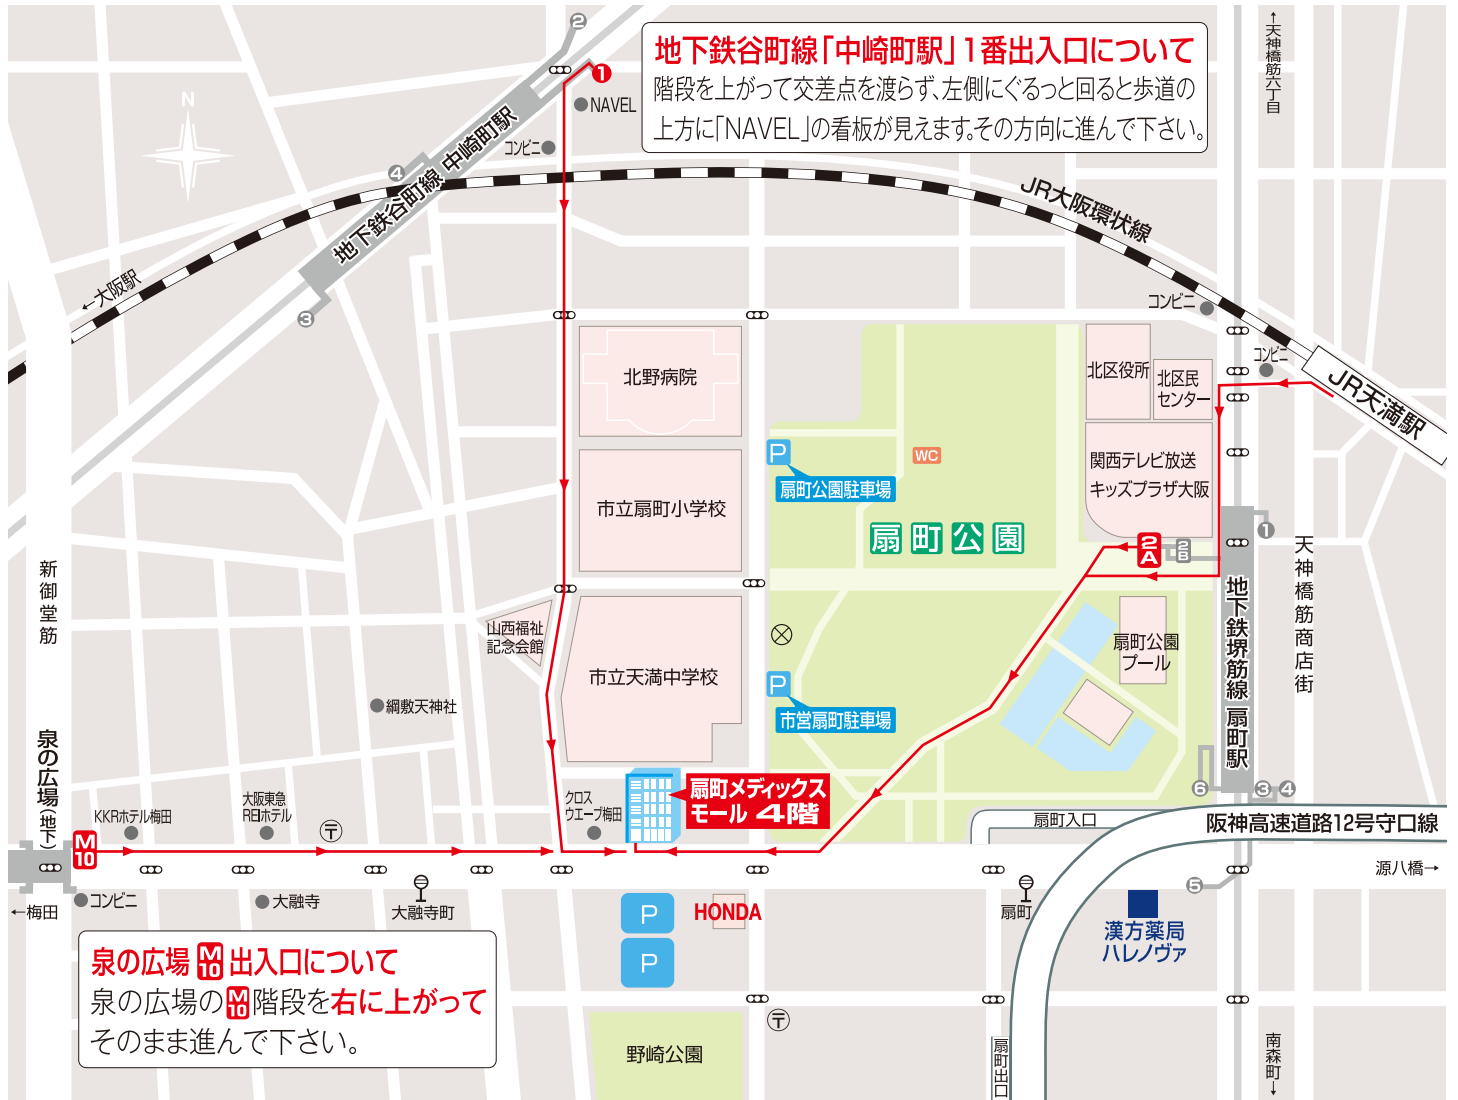 地下鉄谷町線「中崎町駅」1番出入口について
階段を上がって交差点を渡らず、左側にぐるっと回ると歩道の
上方に「NAVEL」の看板が見えます。その方向に進んで下さい。
←天神橋筋六丁目
2
1
NAVEL
コンビニ
N
4
地下鉄谷町線 中崎町駅
3
←大阪駅
JR大阪環状線
コンビニ
コンビニ
JR天満駅
北野病院
北区役所
北区民
センター
関西テレビ放送
キッズプラザ大阪
P
扇町公園駐車場
WC
市立扇町小学校
扇町公園
2A
2B
1
天神橋筋商店街
地下鉄堺筋線 扇町駅
新御堂筋
山西福祉
記念会館
市立天満中学校
扇町公園
プール
P
市営扇町駐車場
綱敷天神社
泉の広場(地下)
6
3
4
KKRホテル梅田
大阪東急
REIホテル
〒
クロス
ウエーブ梅田
扇町メディックス
モール 4階
扇町入口
阪神高速道路12号守口線
M10
源八橋→
5
←梅田
コンビニ
大融寺
大融寺町
P
P
HONDA
扇町
漢方薬局
ハレノヴァ
泉の広場 M10 出入口について
泉の広場のM10階段を右に上がって
そのまま進んで下さい。
〒
野崎公園
扇町出口
南森町→